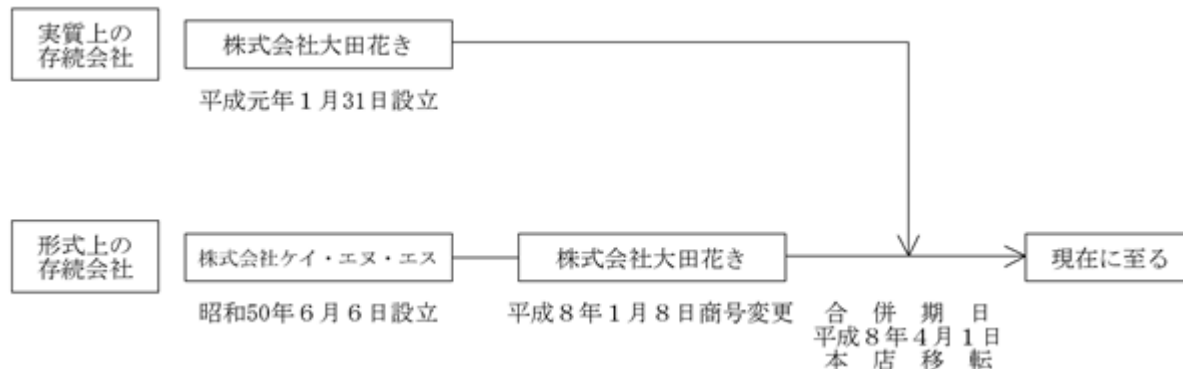 実質上の
存続会社
株式会社大田花き
平成元年１月31日設立
形式上の
存続会社
株式会社ケイ・エヌ・エス
株式会社大田花き
現在に至る
昭和50年６月６日設立
平成８年１月８日商号変更
合併期日
平成８年４月１日
本店移転